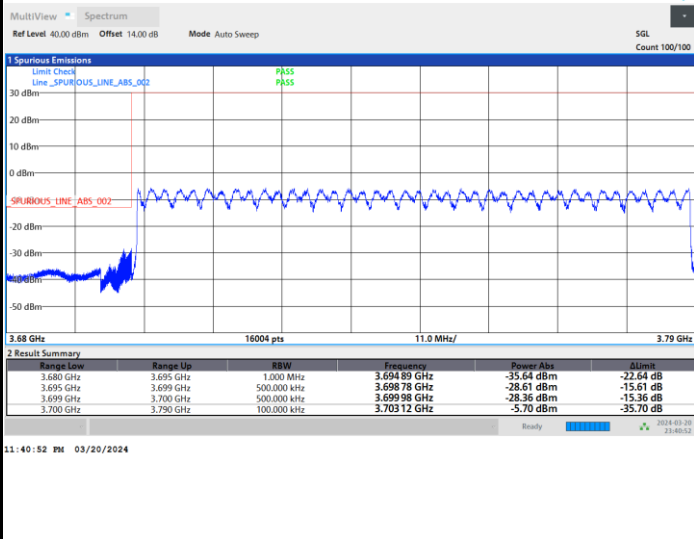 MultiView Spectrum
Ref Level 40.00 dBm Offset 14.00 dB Mode Auto Sweep SGL
Count 100/100
1 Spurious Emissions
Limit Check PASS
Line _SPURIOUS_LINE_ABS_002 PASS
30 dBm
20 dBm
10 dBm
0 dBm
_SPURIOUS_LINE_ABS_002
-20 dBm
-30 dBm
-40 dBm
-50 dBm
3.68 GHz 16004 pts 11.0 MHz/ 3.79 GHz
2 Result Summary
Range Low Range Up RBW Frequency Power Abs ΔLimit
3.680 GHz 3.695 GHz 1.000 MHz 3.694 89 GHz -35.64 dBm -22.64 dB
3.695 GHz 3.699 GHz 500.000 kHz 3.698 78 GHz -28.61 dBm -15.61 dB
3.699 GHz 3.700 GHz 500.000 kHz 3.699 98 GHz -28.36 dBm -15.36 dB
3.700 GHz 3.790 GHz 100.000 kHz 3.703 12 GHz -5.70 dBm -35.70 dB
Ready 2024-03-20
23:40:52
11:40:52 PM 03/20/2024